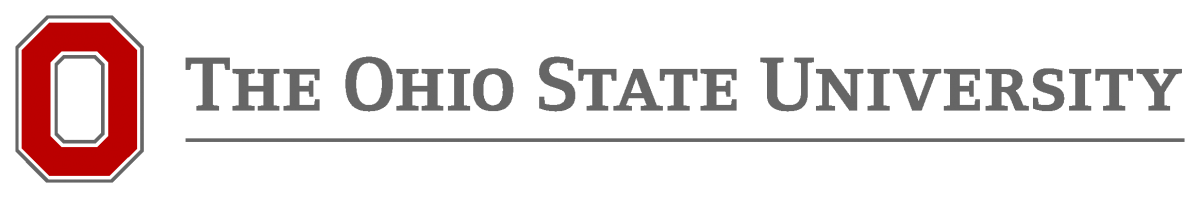 O
THE OHIO STATE UNIVERSITY